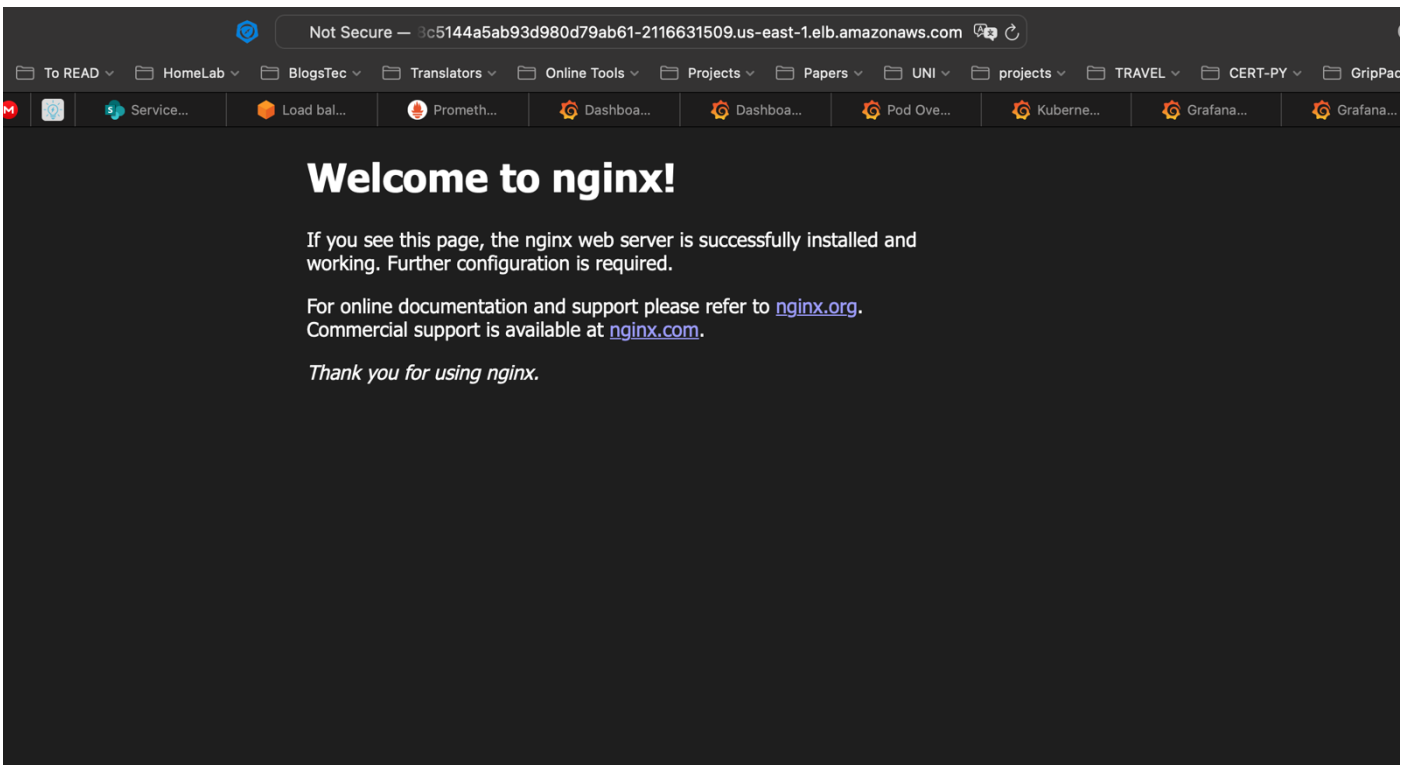 Not Secure — 3c5144a5ab93d980d79ab61-2116631509.us-east-1.elb.amazonaws.com
To READ HomeLab BlogsTec Translators Online Tools Projects Papers UNI projects TRAVEL CERT-PY GripPac
M Service... Load bal... Prometh... Dashboa... Dashboa... Pod Ove... Kuberne... Grafana... Grafana...
Welcome to nginx!
If you see this page, the nginx web server is successfully installed and
working. Further configuration is required.
For online documentation and support please refer to nginx.org.
Commercial support is available at nginx.com.
Thank you for using nginx.